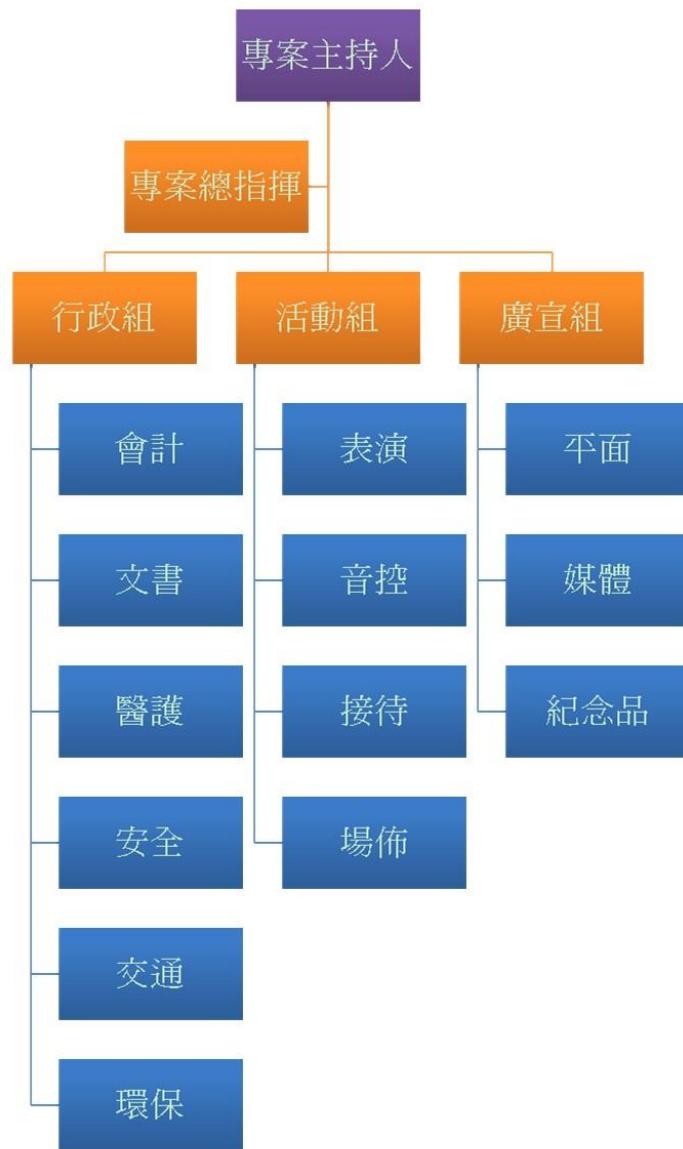 專案主持人
專案總指揮
行政組
活動組
廣宣組
會計
表演
平面
文書
音控
媒體
醫護
接待
紀念品
安全
場佈
交通
環保